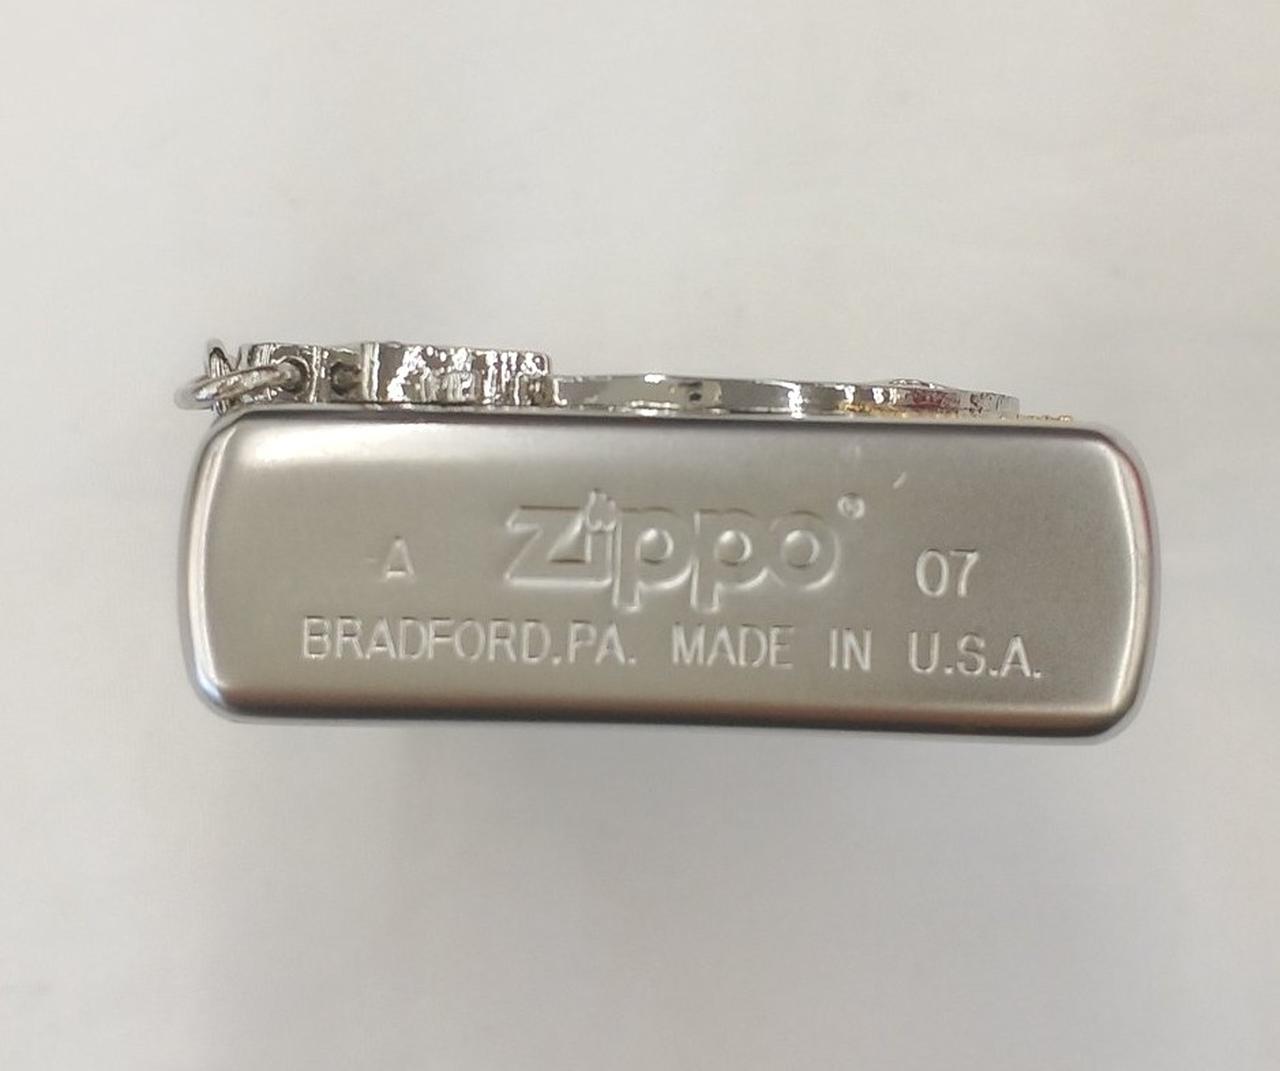 A zippo® 07
BRADFORD,PA. MADE IN U.S.A.